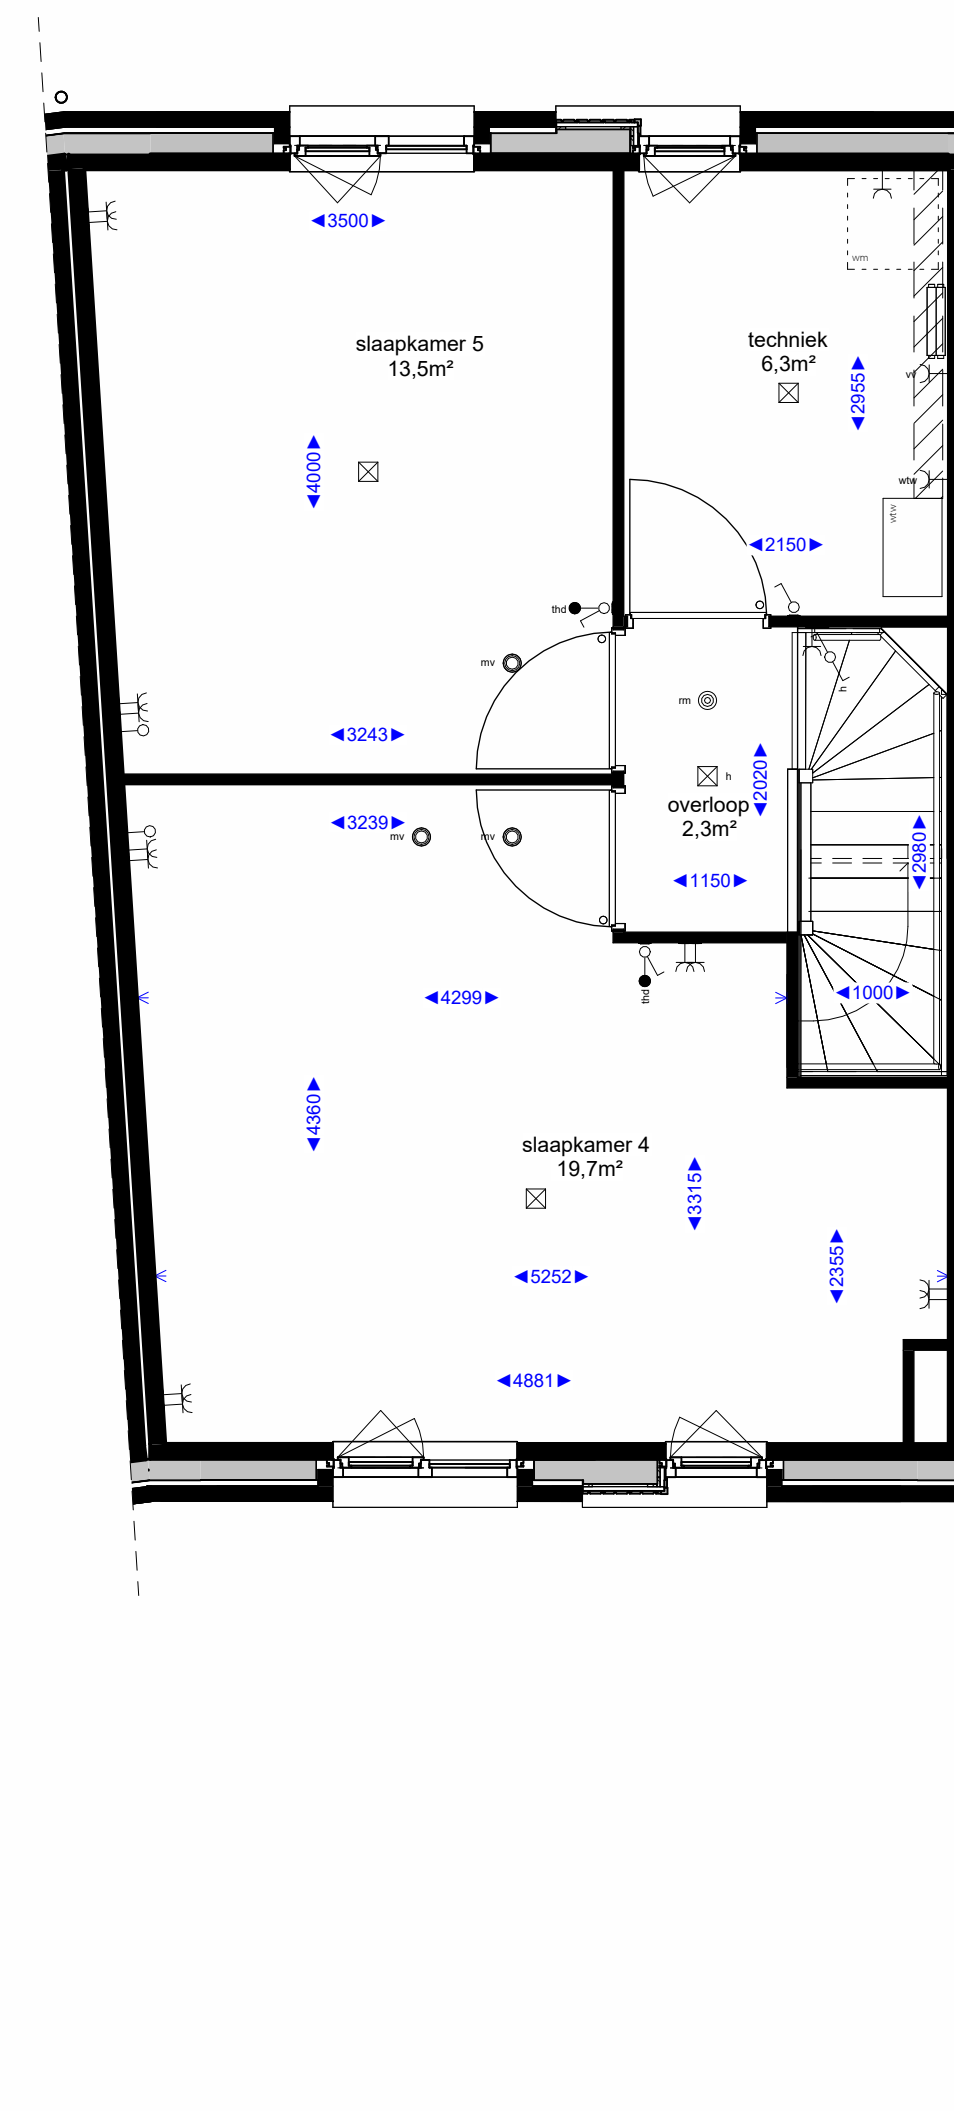 3500
slaapkamer 5
13,5m²
4000
thd
mv
3243
wm
techniek
6,3m²
2955
vv
wtw
wtw
2150
rm
h
h
2020
overloop
2,3m²
1150
2980
1000
3239
mv
mv
thd
4299
4360
slaapkamer 4
19,7m²
3315
2355
5252
4881